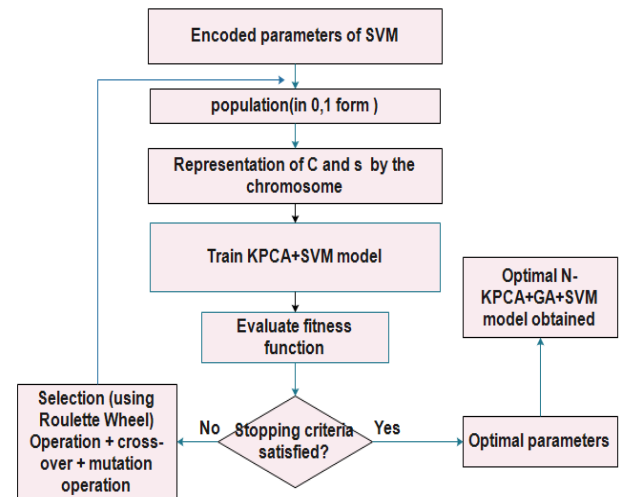 Encoded parameters of SVM
population(in 0,1 form )
Representation of C and s by the
chromosome
Train KPCA+SVM model
Optimal N-
KPCA+GA+SVM
model obtained
Evaluate fitness
function
Selection (using
Roulette Wheel)
Operation + cross-
over + mutation
operation
No
Stopping criteria
satisfied?
Yes
Optimal parameters